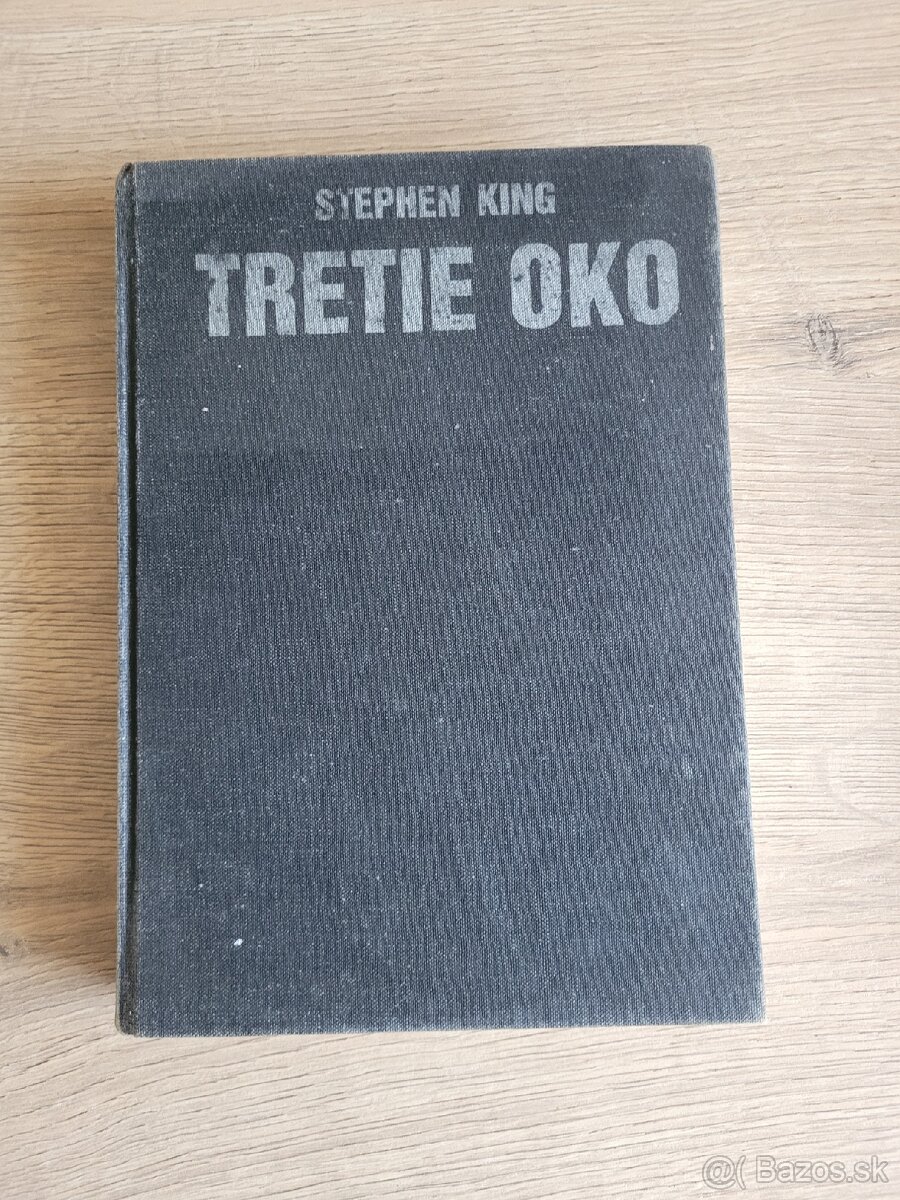 STEPHEN KING
TRETIE OKO
@( Bazos.sk